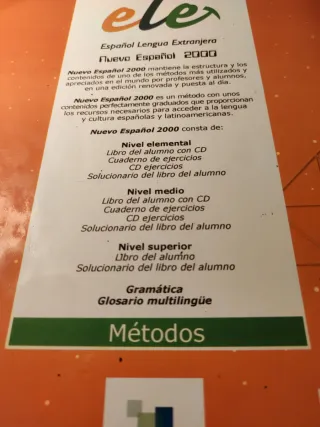 ele
Español Lengua Extranjera
Nuevo Español 2000
Nuevo Español 2000 mantiene la estructura y los
contenidos de uno de los métodos más utilizados y
apreciados en el mundo por profesores y alumnos,
en una edición renovada y puesta al día.
Nuevo Español 2000 es un método con unos
contenidos perfectamente graduados que proporcionan
los recursos necesarios para acceder a la lengua
y cultura españolas y latinoamericanas.
Nuevo Español 2000 consta de:
Nivel elemental
Libro del alumno con CD
Cuaderno de ejercicios
CD ejercicios
Solucionario del libro del alumno
Nivel medio
Libro del alumno con CD
Cuaderno de ejercicios
CD ejercicios
Solucionario del libro del alumno
Nivel superior
Libro del alumno
Solucionario del libro del alumno
Gramática
Glosario multilingüe
Métodos